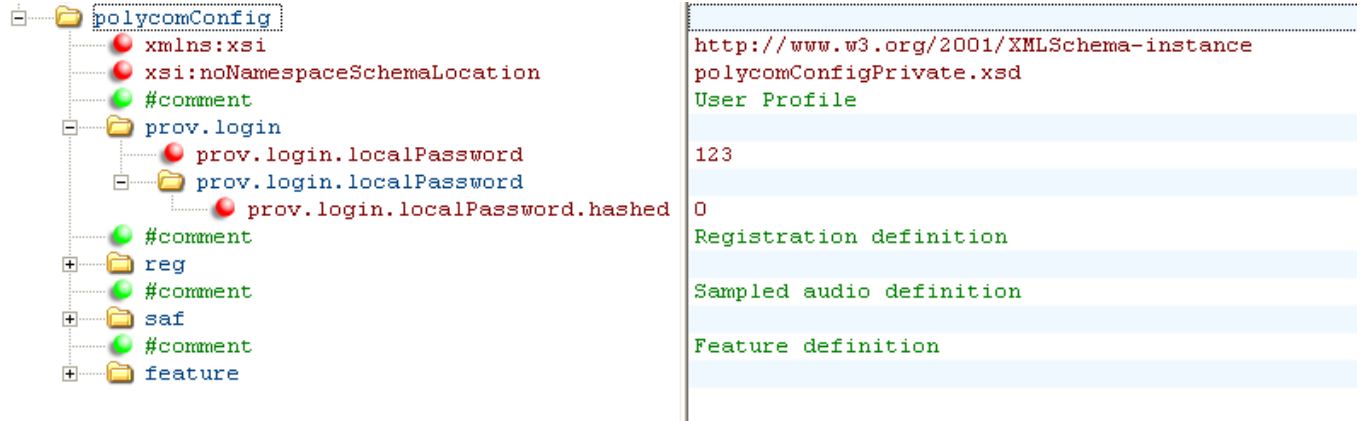 polycomConfig
xmlns:xsi http://www.w3.org/2001/XMLSchema-instance
xsi:noNamespaceSchemaLocation polycomConfigPrivate.xsd
#comment User Profile
prov.login
prov.login.localPassword 123
prov.login.localPassword
prov.login.localPassword.hashed 0
#comment Registration definition
reg
#comment Sampled audio definition
saf
#comment Feature definition
feature